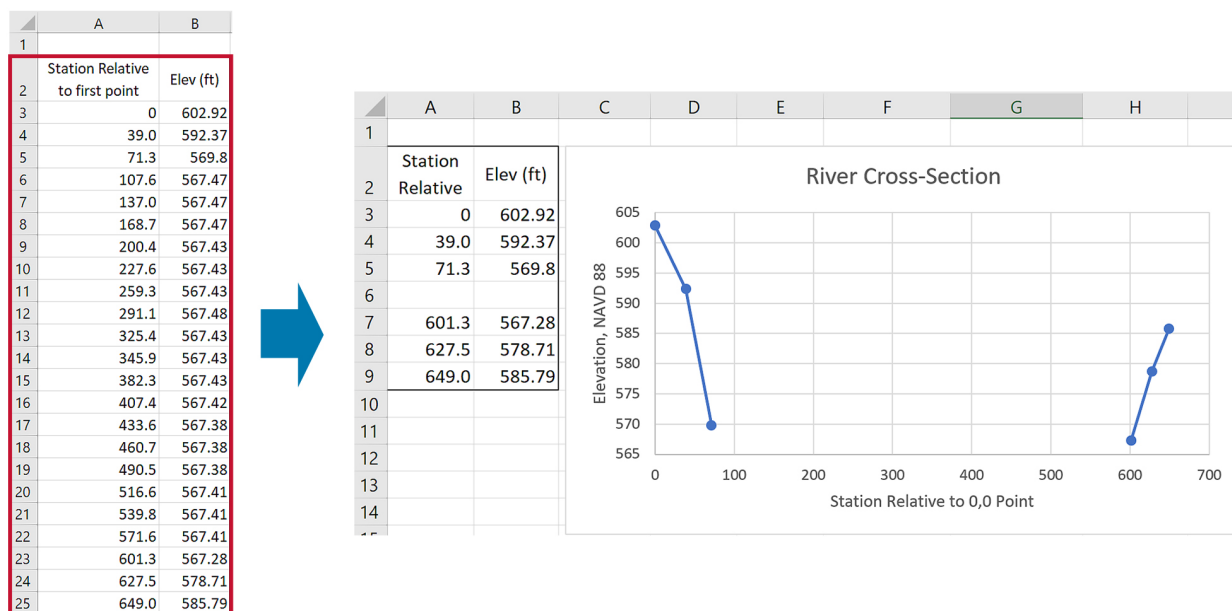 A B
1
Station Relative
to first point
Elev (ft)
2
3 0 602.92
4 39.0 592.37
5 71.3 569.8
6 107.6 567.47
7 137.0 567.47
8 168.7 567.47
9 200.4 567.43
10 227.6 567.43
11 259.3 567.43
12 291.1 567.48
13 325.4 567.43
14 345.9 567.43
15 382.3 567.43
16 407.4 567.42
17 433.6 567.38
18 460.7 567.38
19 490.5 567.38
20 516.6 567.41
21 539.8 567.41
22 571.6 567.41
23 601.3 567.28
24 627.5 578.71
25 649.0 585.79
A B C D E F G H
1
Station
Relative
Elev (ft)
2
3 0 602.92
4 39.0 592.37
5 71.3 569.8
6
7 601.3 567.28
8 627.5 578.71
9 649.0 585.79
10
11
12
13
14
River Cross-Section
Elevation, NAVD 88
605
600
595
590
585
580
575
570
565
0 100 200 300 400 500 600 700
Station Relative to 0,0 Point